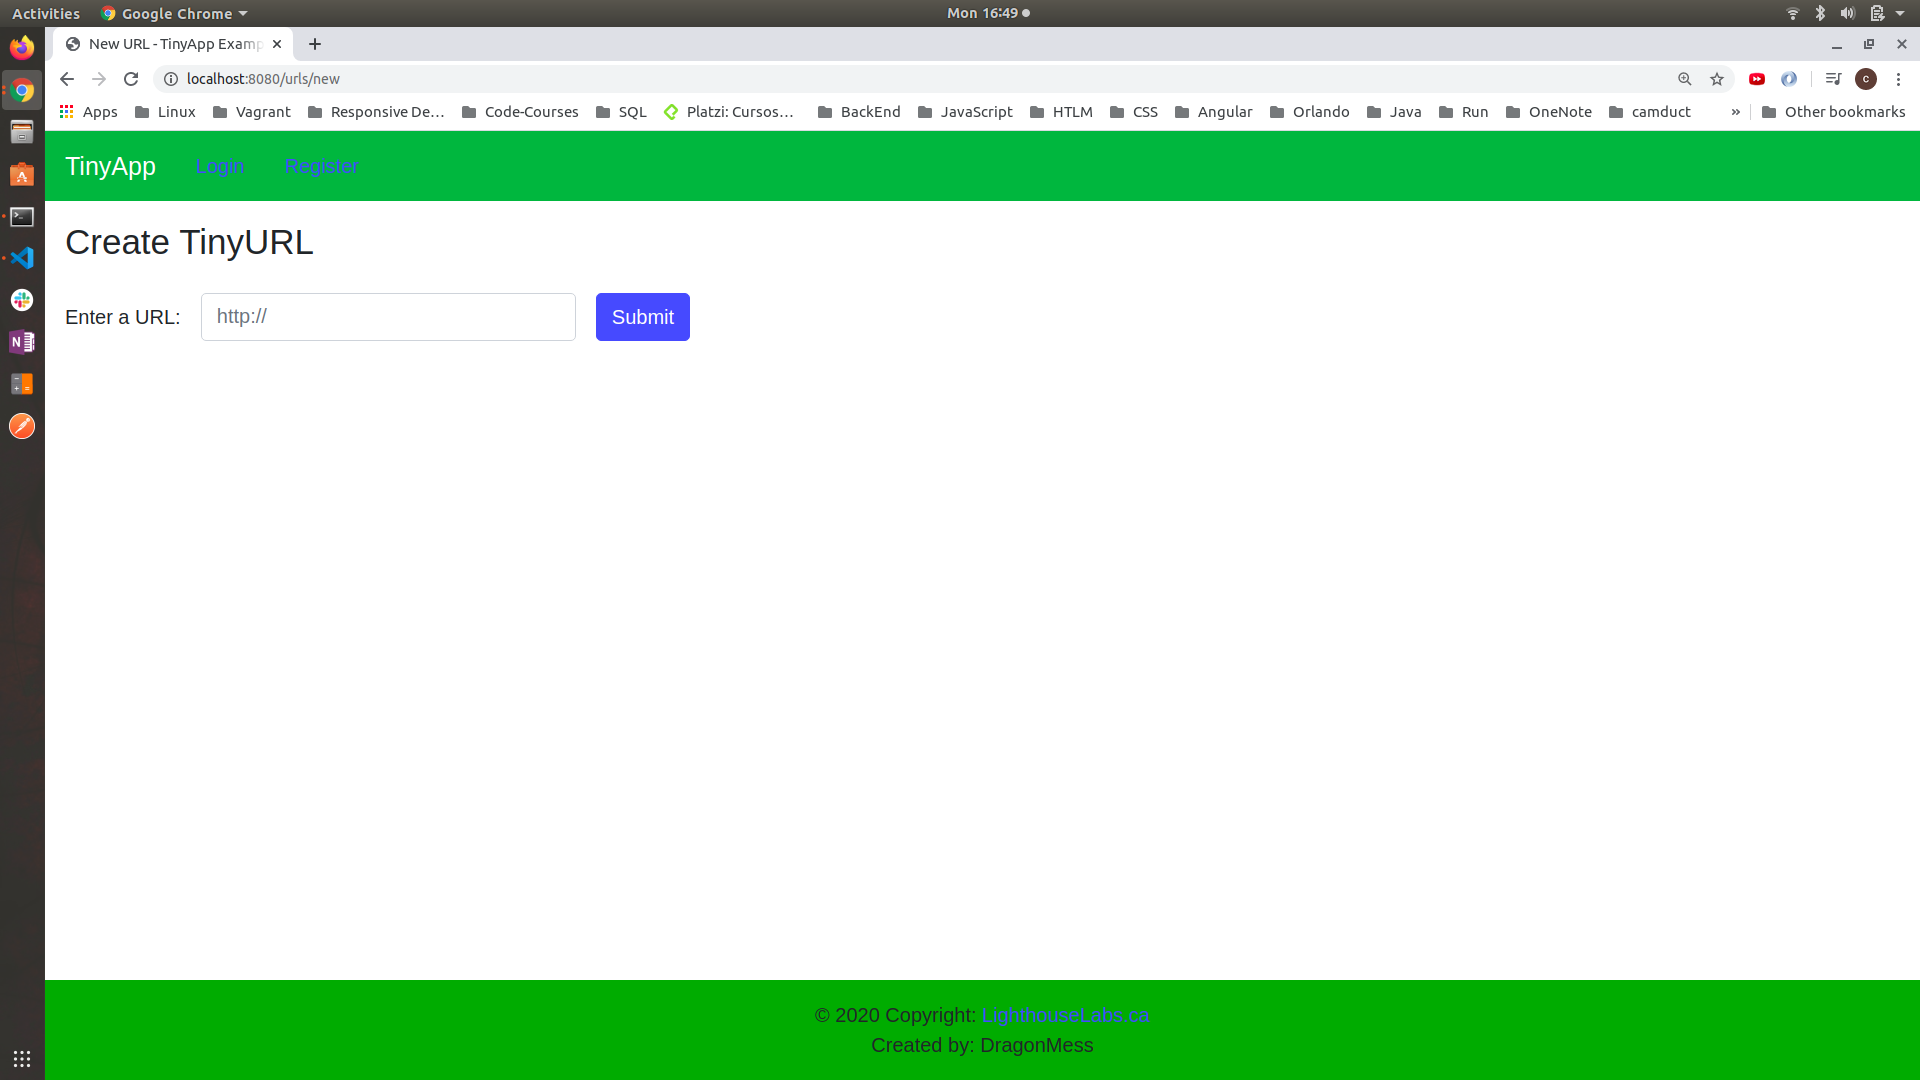 Activities Google Chrome Mon 16:49
New URL - TinyApp Examp
localhost:8080/urls/new C
Apps Linux Vagrant Responsive De… Code-Courses SQL Platzi: Cursos… BackEnd JavaScript HTLM CSS Angular Orlando Java Run OneNote camduct » Other bookmarks
TinyApp Login Register
Create TinyURL
Enter a URL: http:// Submit
© 2020 Copyright: LighthouseLabs.ca
Created by: DragonMess